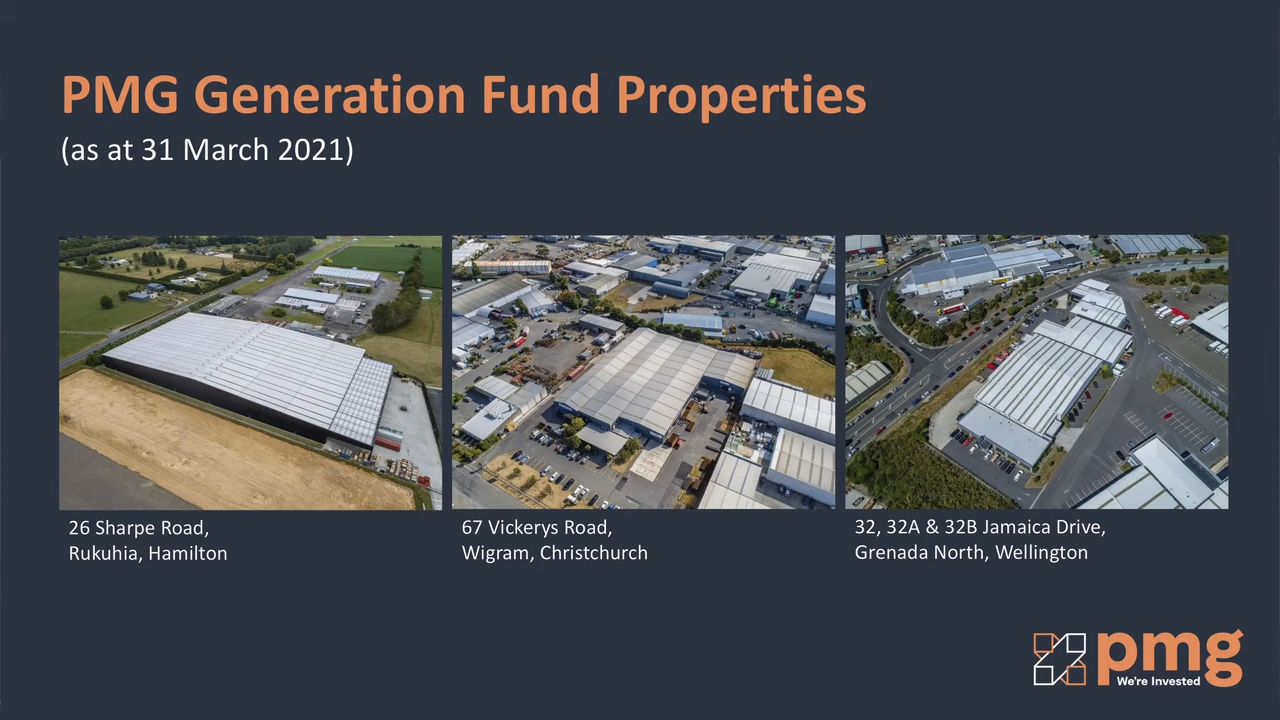 PMG Generation Fund Properties
(as at 31 March 2021)
26 Sharpe Road,
Rukuhia, Hamilton
67 Vickerys Road,
Wigram, Christchurch
32, 32A & 32B Jamaica Drive,
Grenada North, Wellington
pmg
We're Invested